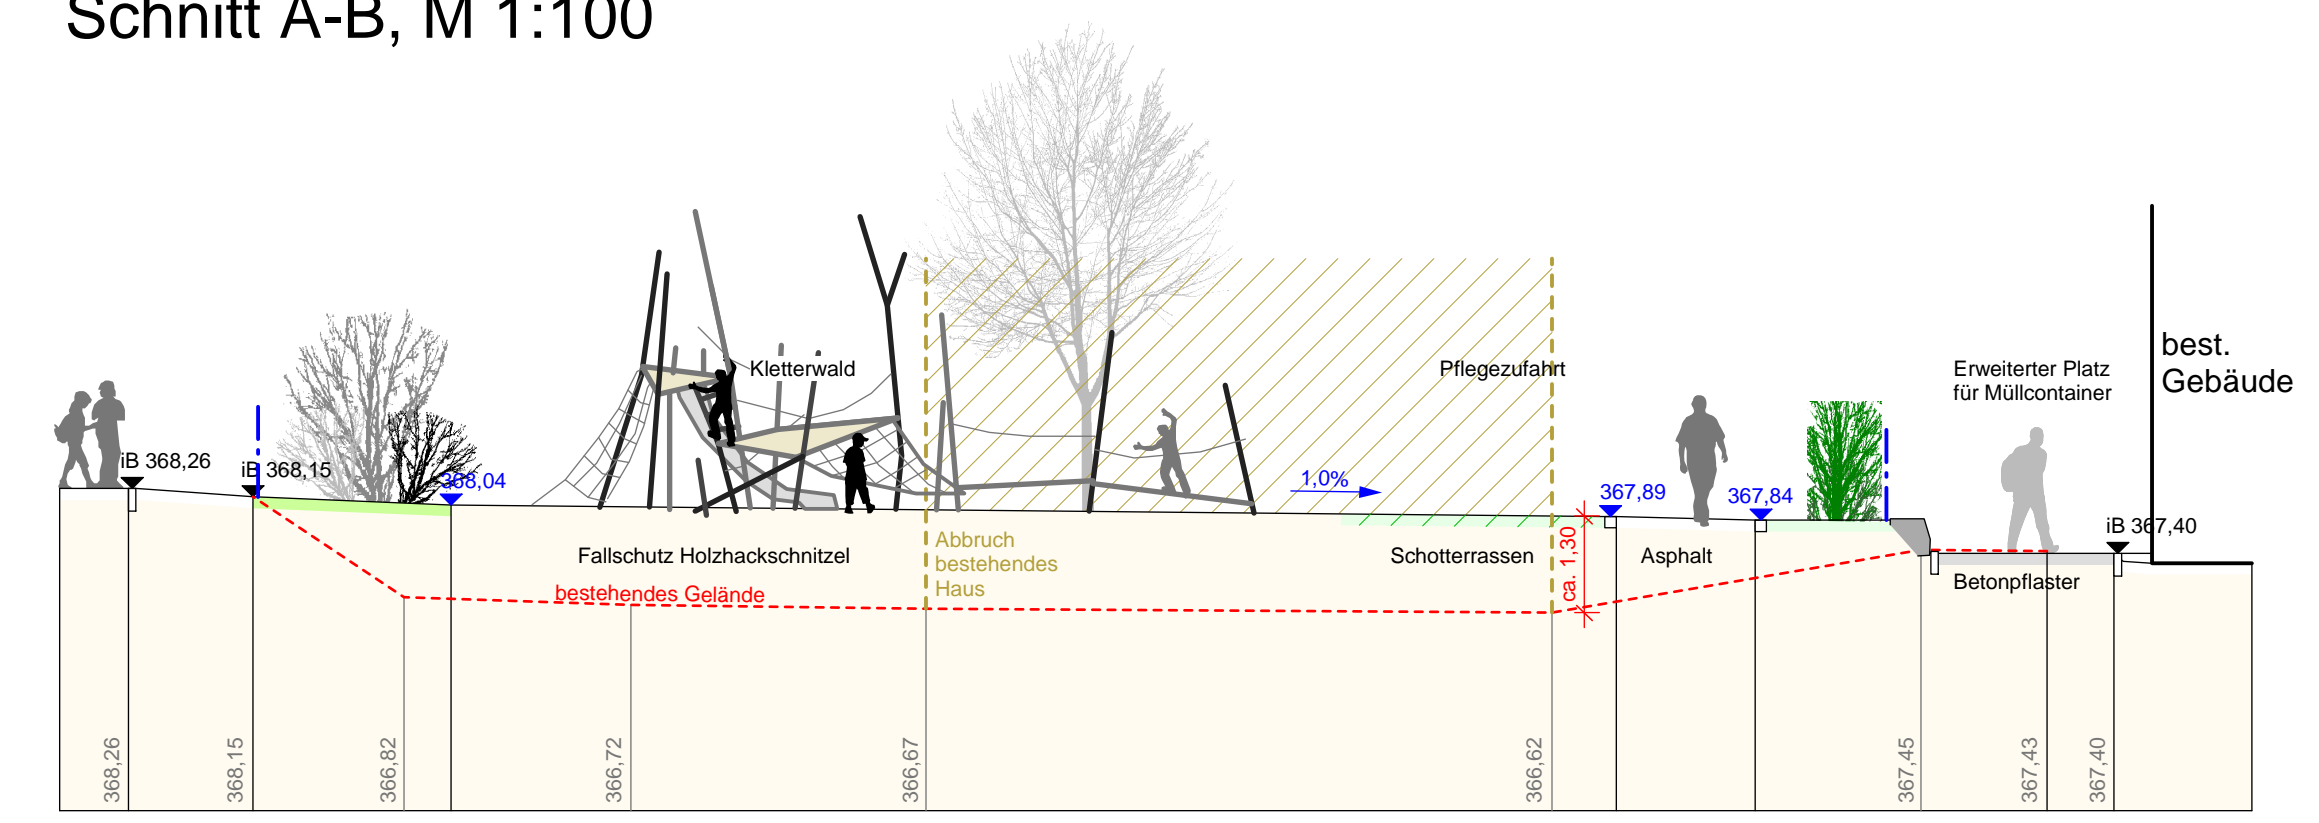 Schnitt A-B, M 1:100
best.
Gebäude
Kletterwald
Pflegezufahrt
Erweiterter Platz
für Müllcontainer
iB 368,26
iB 368,15
368,04
1,0%
367,89
367,84
iB 367,40
Abbruch
bestehendes
Haus
Fallschutz Holzhackschnitzel
Schotterrassen
ca. 1,30
Asphalt
Betonpflaster
bestehendes Gelände
368,26
368,15
366,82
366,72
366,67
366,62
367,45
367,43
367,40